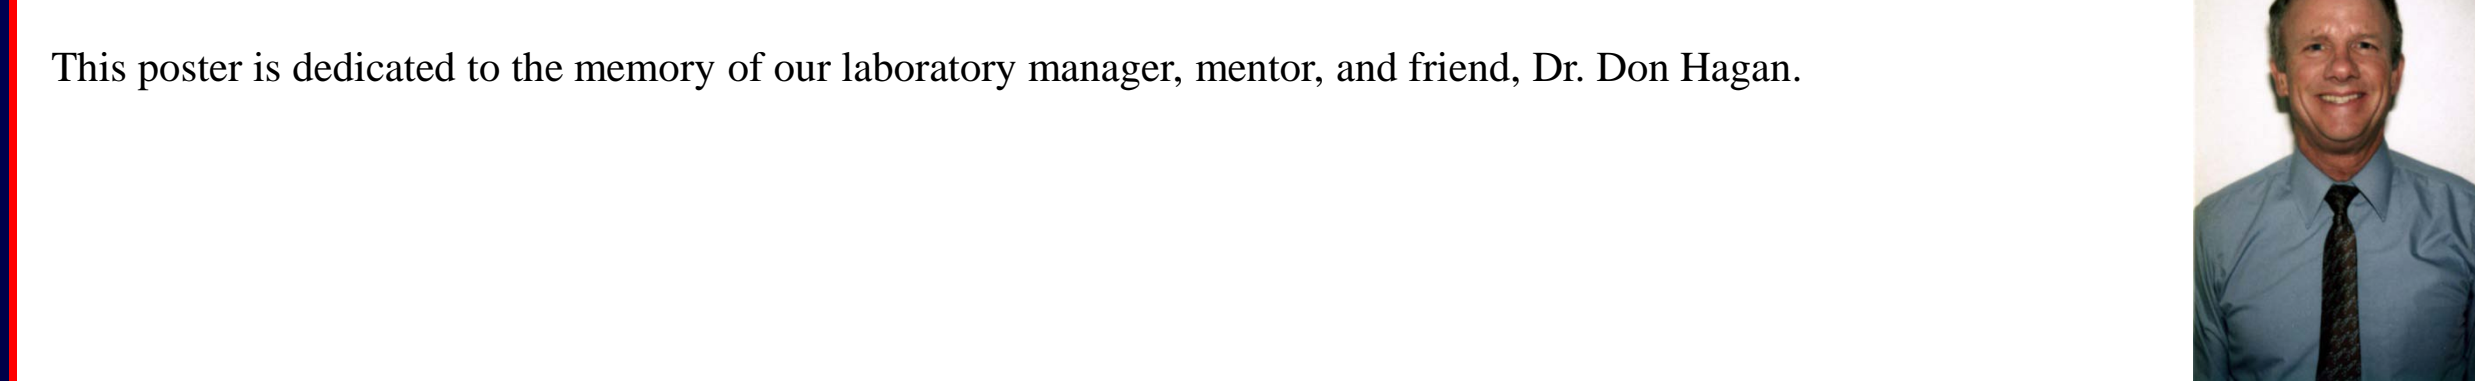 This poster is dedicated to the memory of our laboratory manager, mentor, and friend, Dr. Don Hagan.